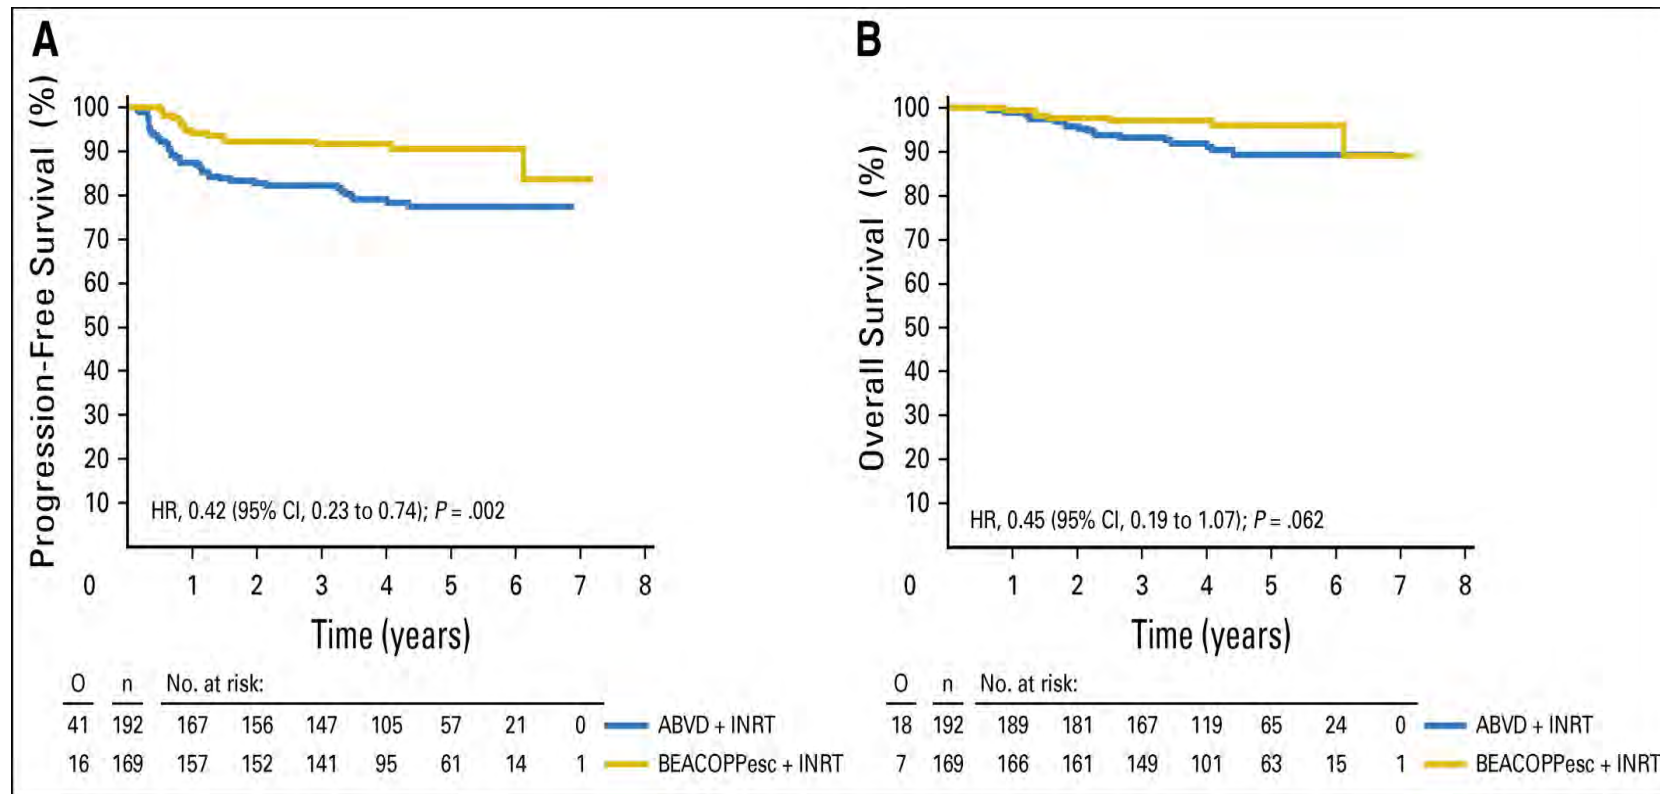 A
Progression-Free Survival (%)
100
90
80
70
60
50
40
30
20
10
HR, 0.42 (95% CI, 0.23 to 0.74); P = .002
0 1 2 3 4 5 6 7 8
Time (years)
O n No. at risk:
41 192 167 156 147 105 57 21 0 ABVD + INRT
16 169 157 152 141 95 61 14 1 BEACOPPesc + INRT
B
Overall Survival (%)
100
90
80
70
60
50
40
30
20
10
HR, 0.45 (95% CI, 0.19 to 1.07); P = .062
0 1 2 3 4 5 6 7 8
Time (years)
O n No. at risk:
18 192 189 181 167 119 65 24 0 ABVD + INRT
7 169 166 161 149 101 63 15 1 BEACOPPesc + INRT